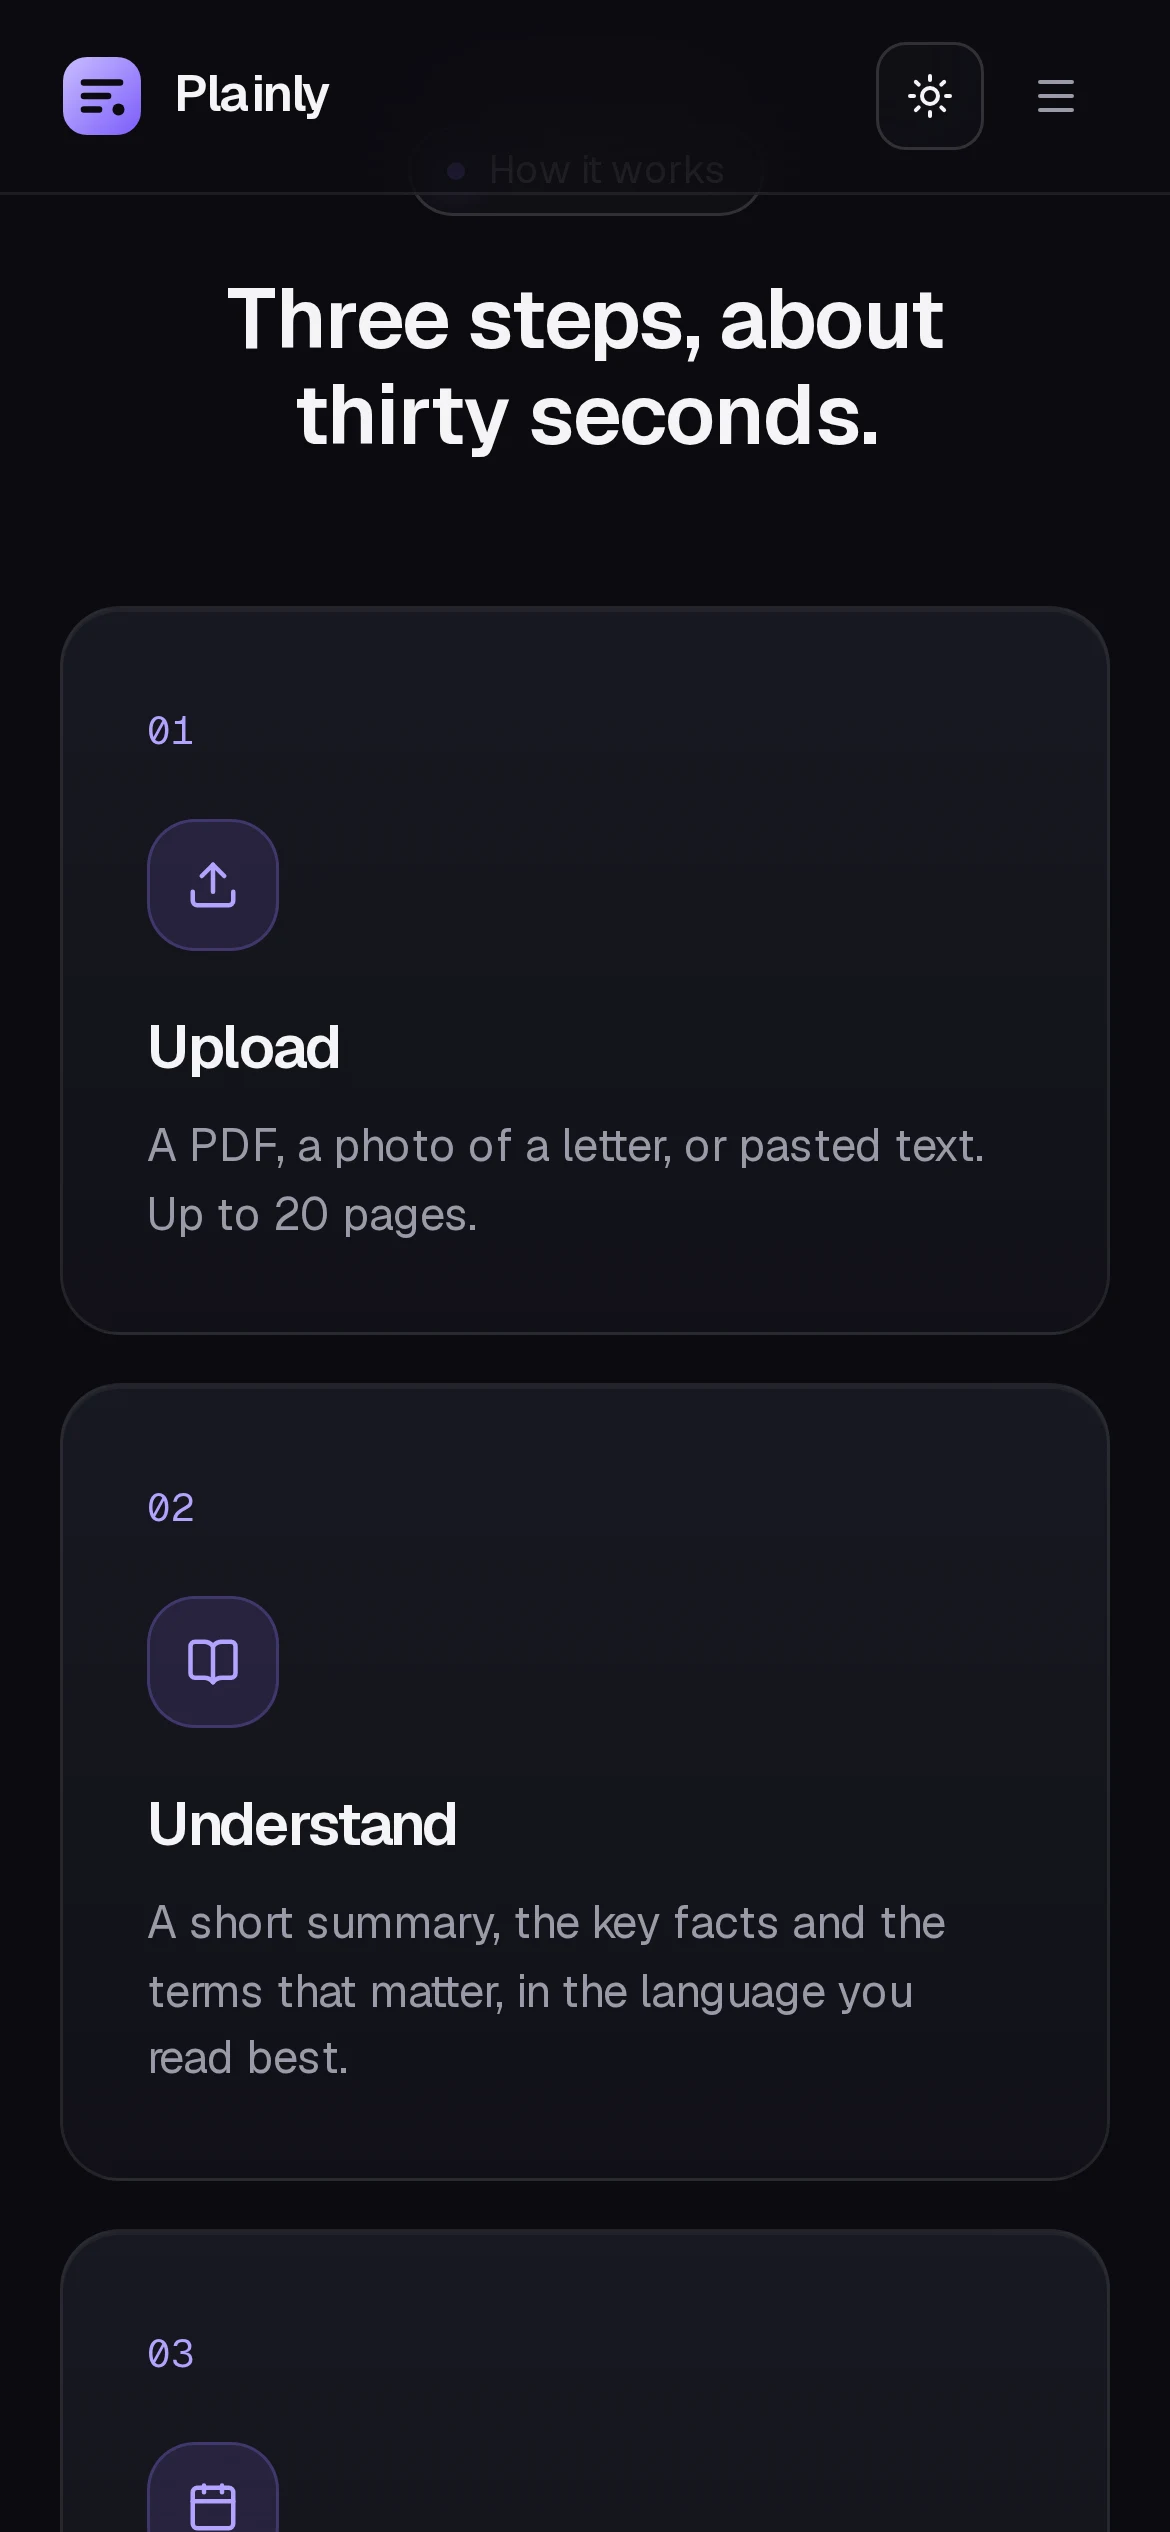 Plainly
How it works
Three steps, about
thirty seconds.
01
Upload
A PDF, a photo of a letter, or pasted text.
Up to 20 pages.
02
Understand
A short summary, the key facts and the
terms that matter, in the language you
read best.
03